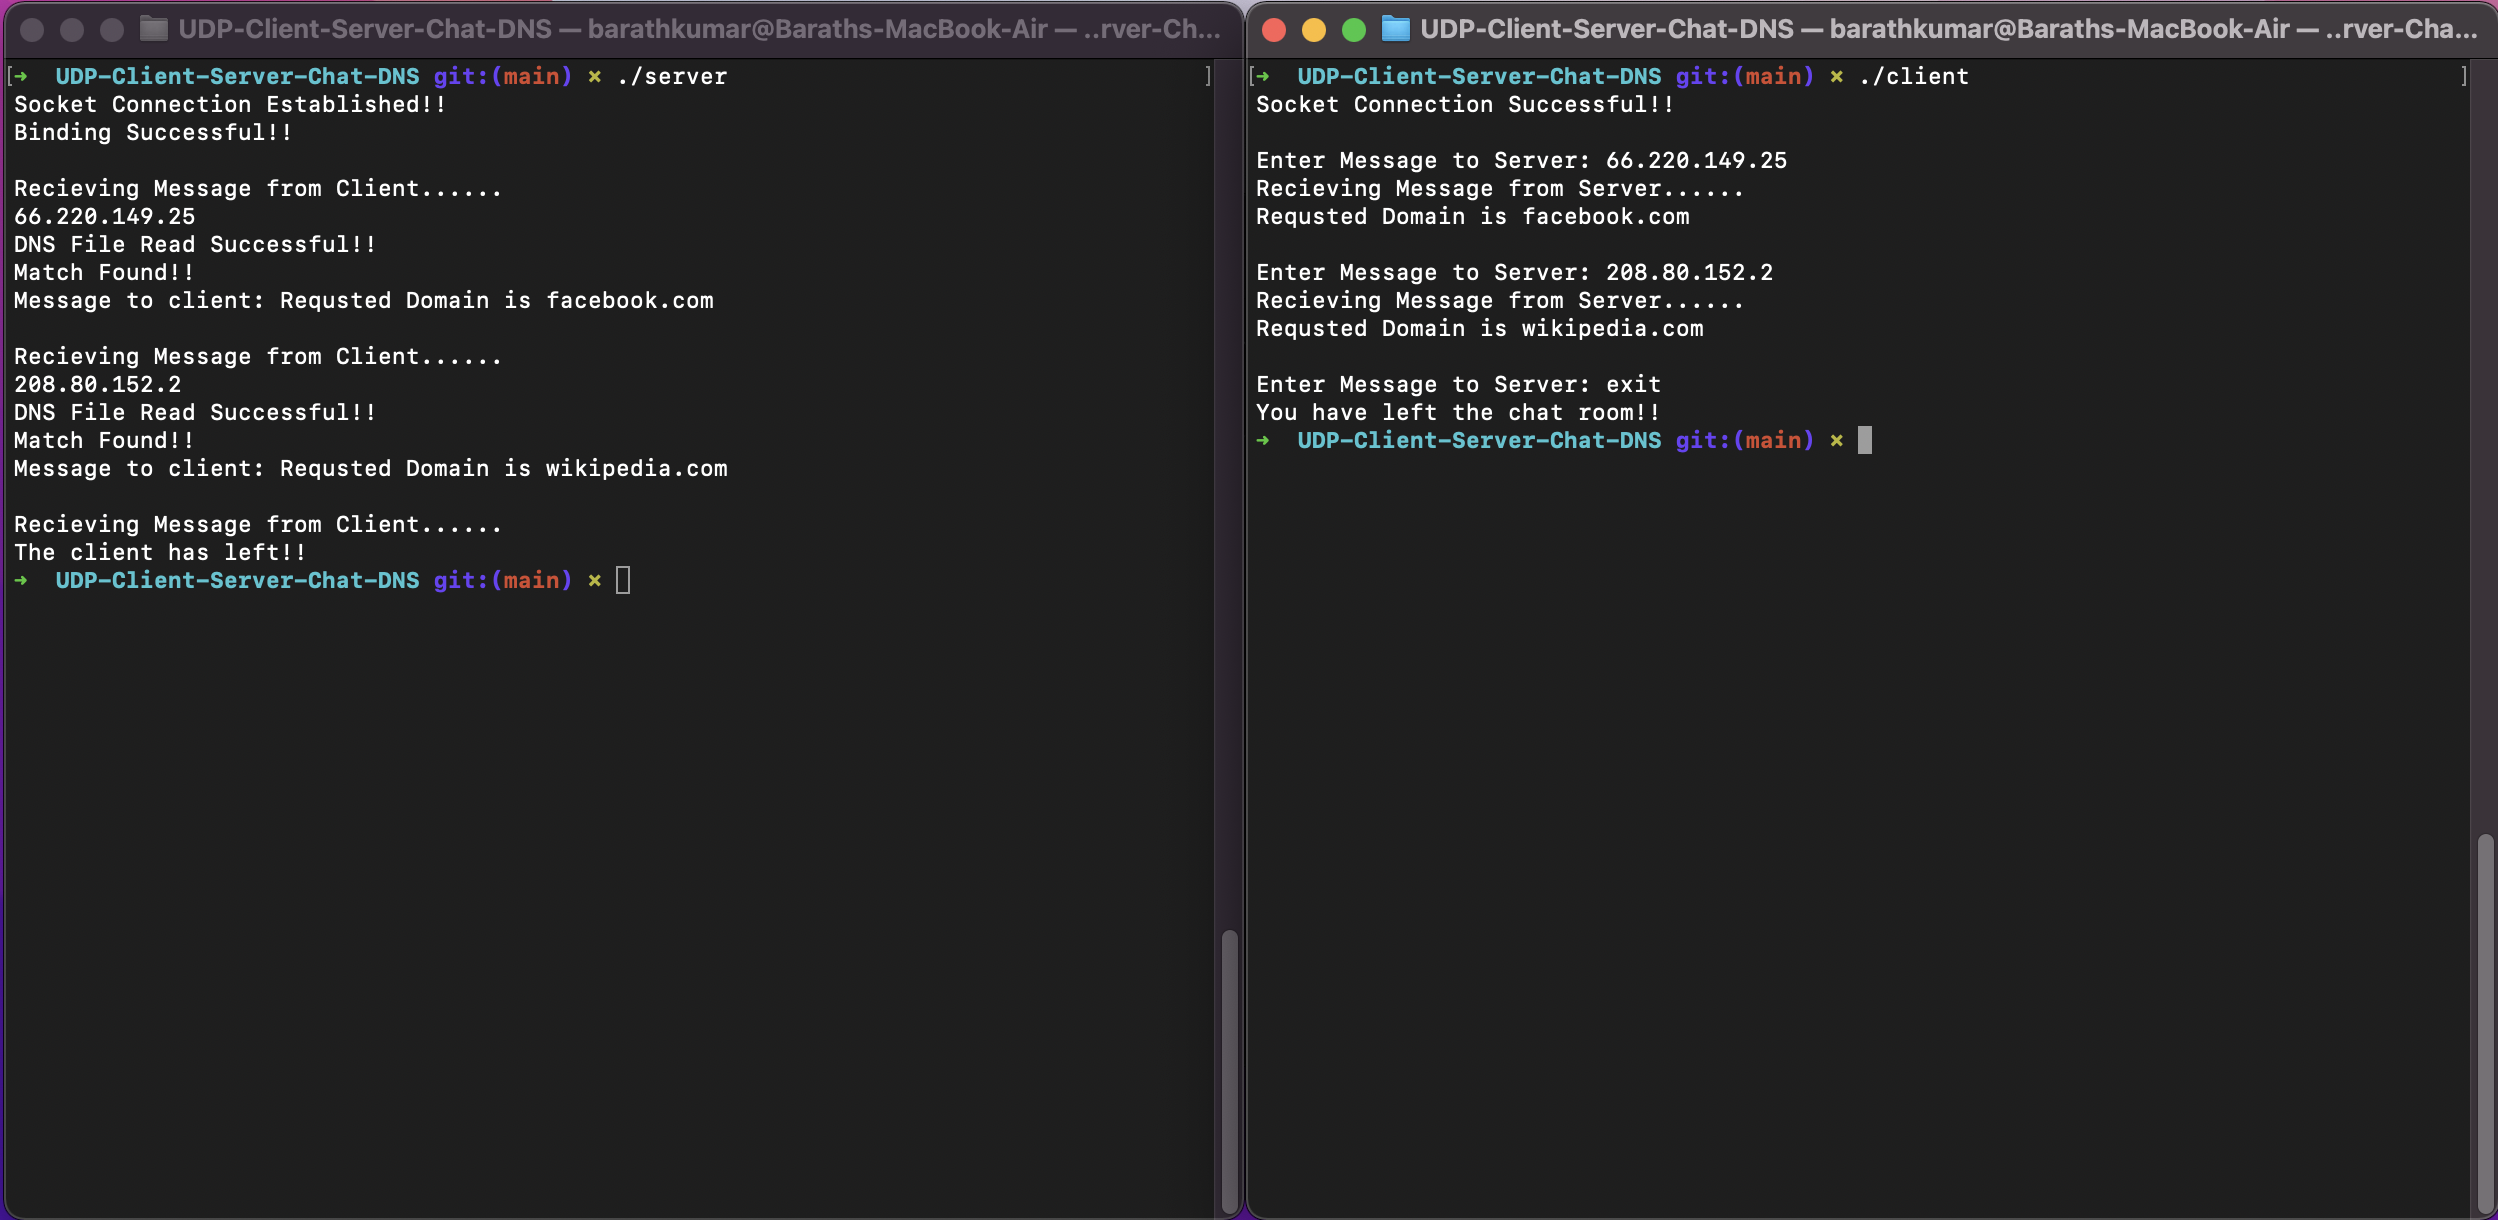 UDP-Client-Server-Chat-DNS — barathkumar@Baraths-MacBook-Air — ..rver-Ch...
[➜  UDP-Client-Server-Chat-DNS git:(main) × ./server ]
Socket Connection Established!!
Binding Successful!!
Recieving Message from Client......
66.220.149.25
DNS File Read Successful!!
Match Found!!
Message to client: Requsted Domain is facebook.com
Recieving Message from Client......
208.80.152.2
DNS File Read Successful!!
Match Found!!
Message to client: Requsted Domain is wikipedia.com
Recieving Message from Client......
The client has left!!
➜  UDP-Client-Server-Chat-DNS git:(main) ×
UDP-Client-Server-Chat-DNS — barathkumar@Baraths-MacBook-Air — ..rver-Cha...
[➜  UDP-Client-Server-Chat-DNS git:(main) × ./client ]
Socket Connection Successful!!
Enter Message to Server: 66.220.149.25
Recieving Message from Server......
Requsted Domain is facebook.com
Enter Message to Server: 208.80.152.2
Recieving Message from Server......
Requsted Domain is wikipedia.com
Enter Message to Server: exit
You have left the chat room!!
➜  UDP-Client-Server-Chat-DNS git:(main) ×